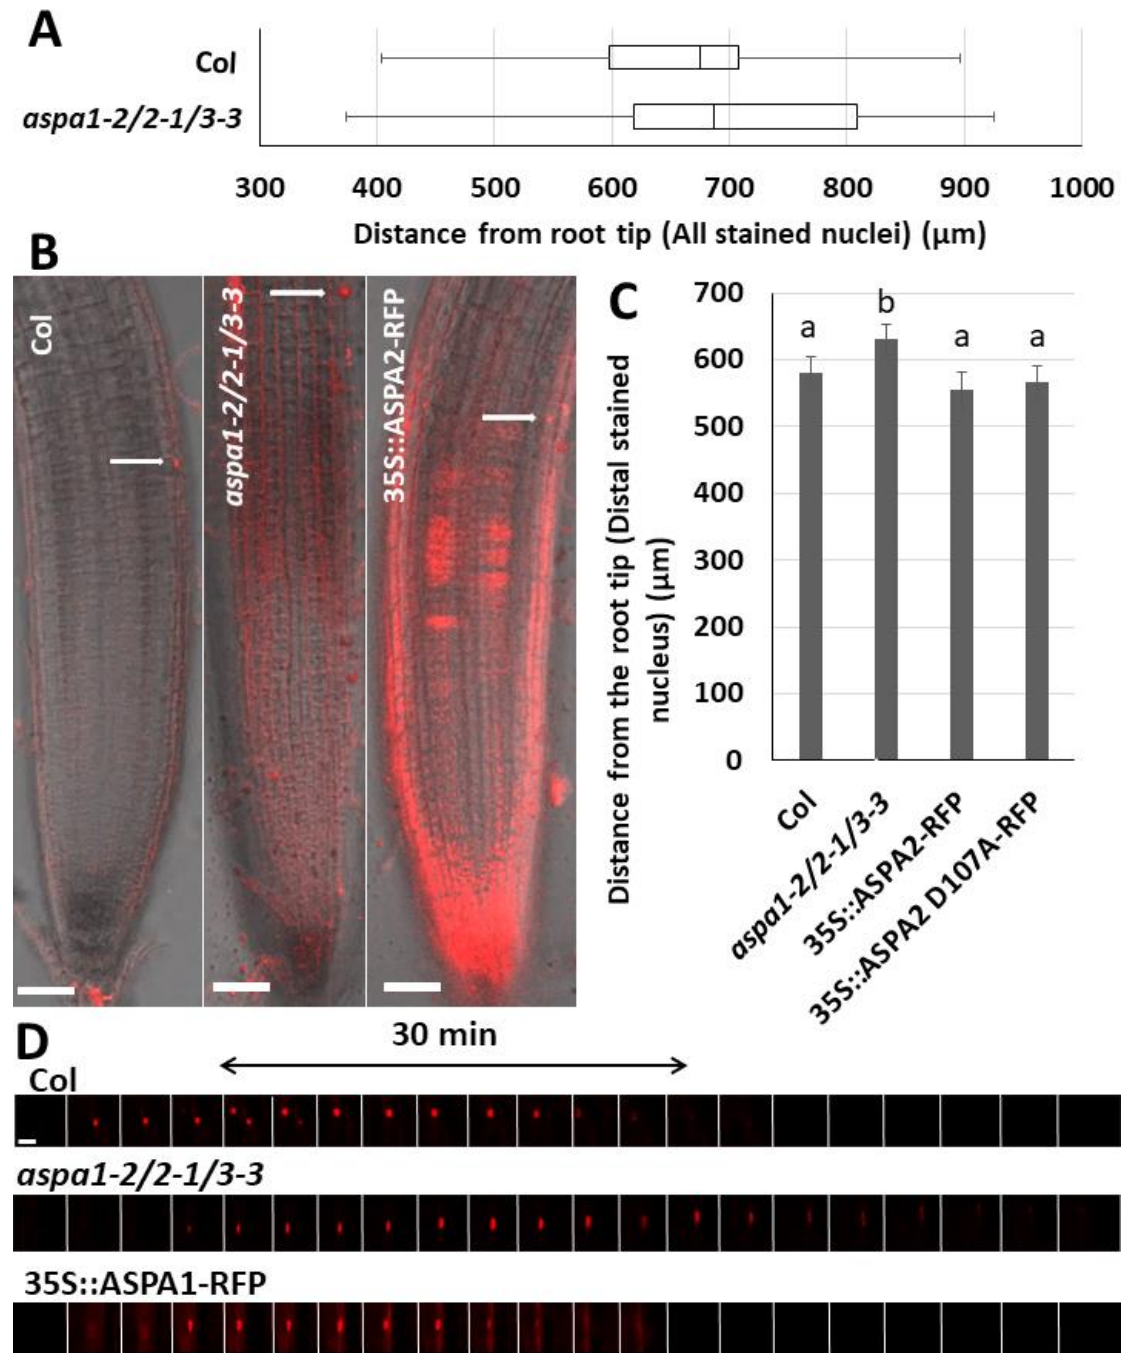 A
Col
aspa1-2/2-1/3-3
300 400 500 600 700 800 900 1000
Distance from root tip (All stained nuclei) (µm)
B
Col
aspa1-2/2-1/3-3
35S::ASPA2-RFP
C
Distance from the root tip (Distal stained
nucleus) (µm)
700
600
500
400
300
200
100
0
a
b
a
a
Col
aspa1-2/2-1/3-3
35S::ASPA2-RFP
35S::ASPA2 D107A-RFP
D
30 min
Col
aspa1-2/2-1/3-3
35S::ASPA1-RFP